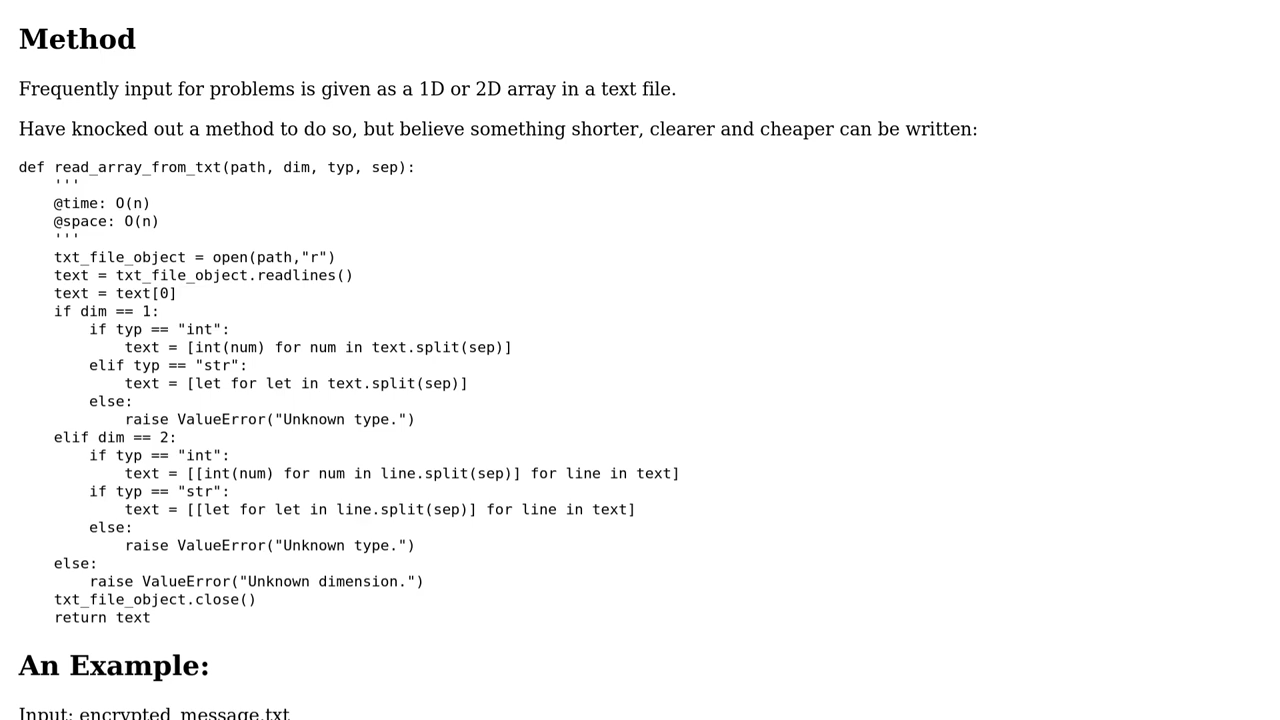 Method
Frequently input for problems is given as a 1D or 2D array in a text file.
Have knocked out a method to do so, but believe something shorter, clearer and cheaper can be written:
def read_array_from_txt(path, dim, typ, sep):
    '''
    @time: O(n)
    @space: O(n)
    '''
    txt_file_object = open(path,"r")
    text = txt_file_object.readlines()
    text = text[0]
    if dim == 1:
        if typ == "int":
            text = [int(num) for num in text.split(sep)]
        elif typ == "str":
            text = [let for let in text.split(sep)]
        else:
            raise ValueError("Unknown type.")
    elif dim == 2:
        if typ == "int":
            text = [[int(num) for num in line.split(sep)] for line in text]
        if typ == "str":
            text = [[let for let in line.split(sep)] for line in text]
        else:
            raise ValueError("Unknown type.")
    else:
        raise ValueError("Unknown dimension.")
    txt_file_object.close()
    return text
An Example:
Input: encrypted_message.txt